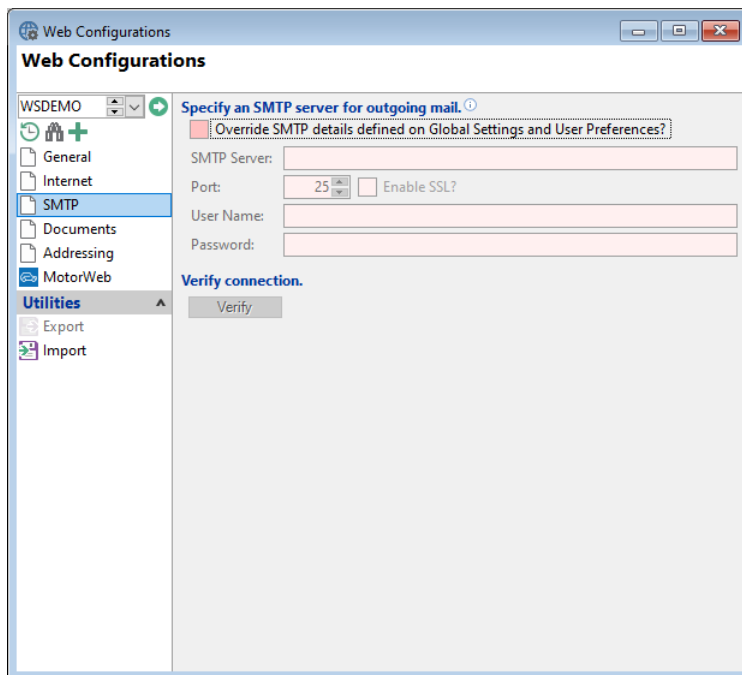 Web Configurations
Web Configurations
WSDEMO
General
Internet
SMTP
Documents
Addressing
MotorWeb
Utilities
Export
Import
Specify an SMTP server for outgoing mail.
Override SMTP details defined on Global Settings and User Preferences?
SMTP Server:
Port: 25 Enable SSL?
User Name:
Password:
Verify connection.
Verify